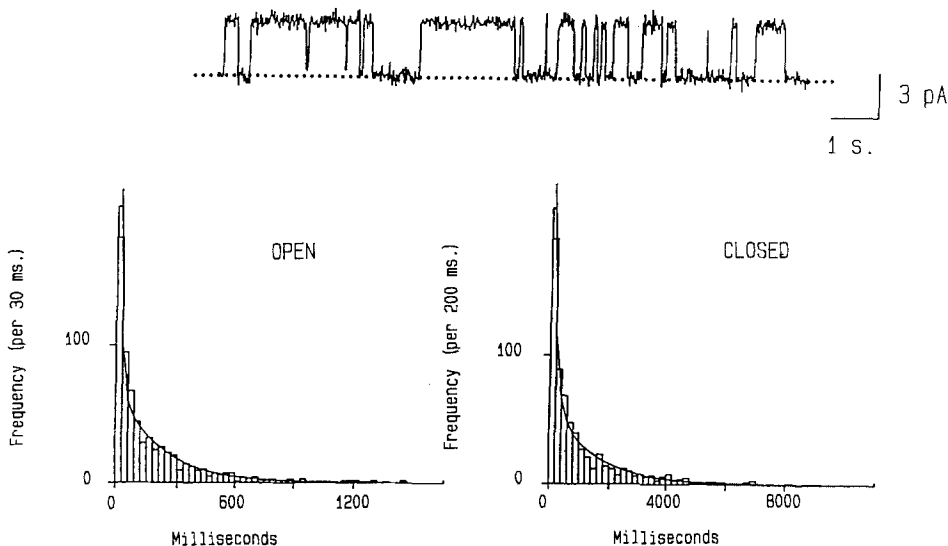 3 pA
1 s.
OPEN
Frequency (per 30 ms.)
100
0
0 600 1200
Milliseconds
CLOSED
Frequency (per 200 ms.)
100
0
0 4000 8000
Milliseconds